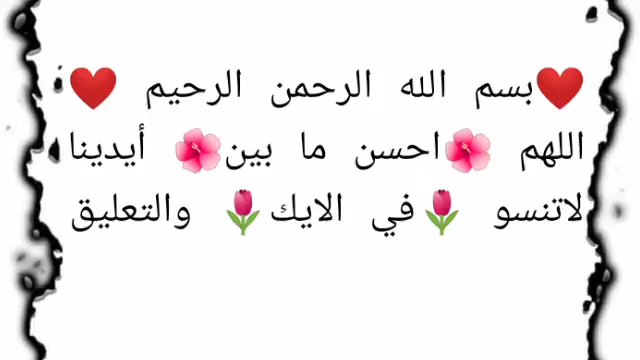 ❤️بسم الله الرحمن الرحيم ❤️
اللهم 🌺احسن ما بين🌺 أيدينا
لاتنسو 🌷في الايك🌷 والتعليق